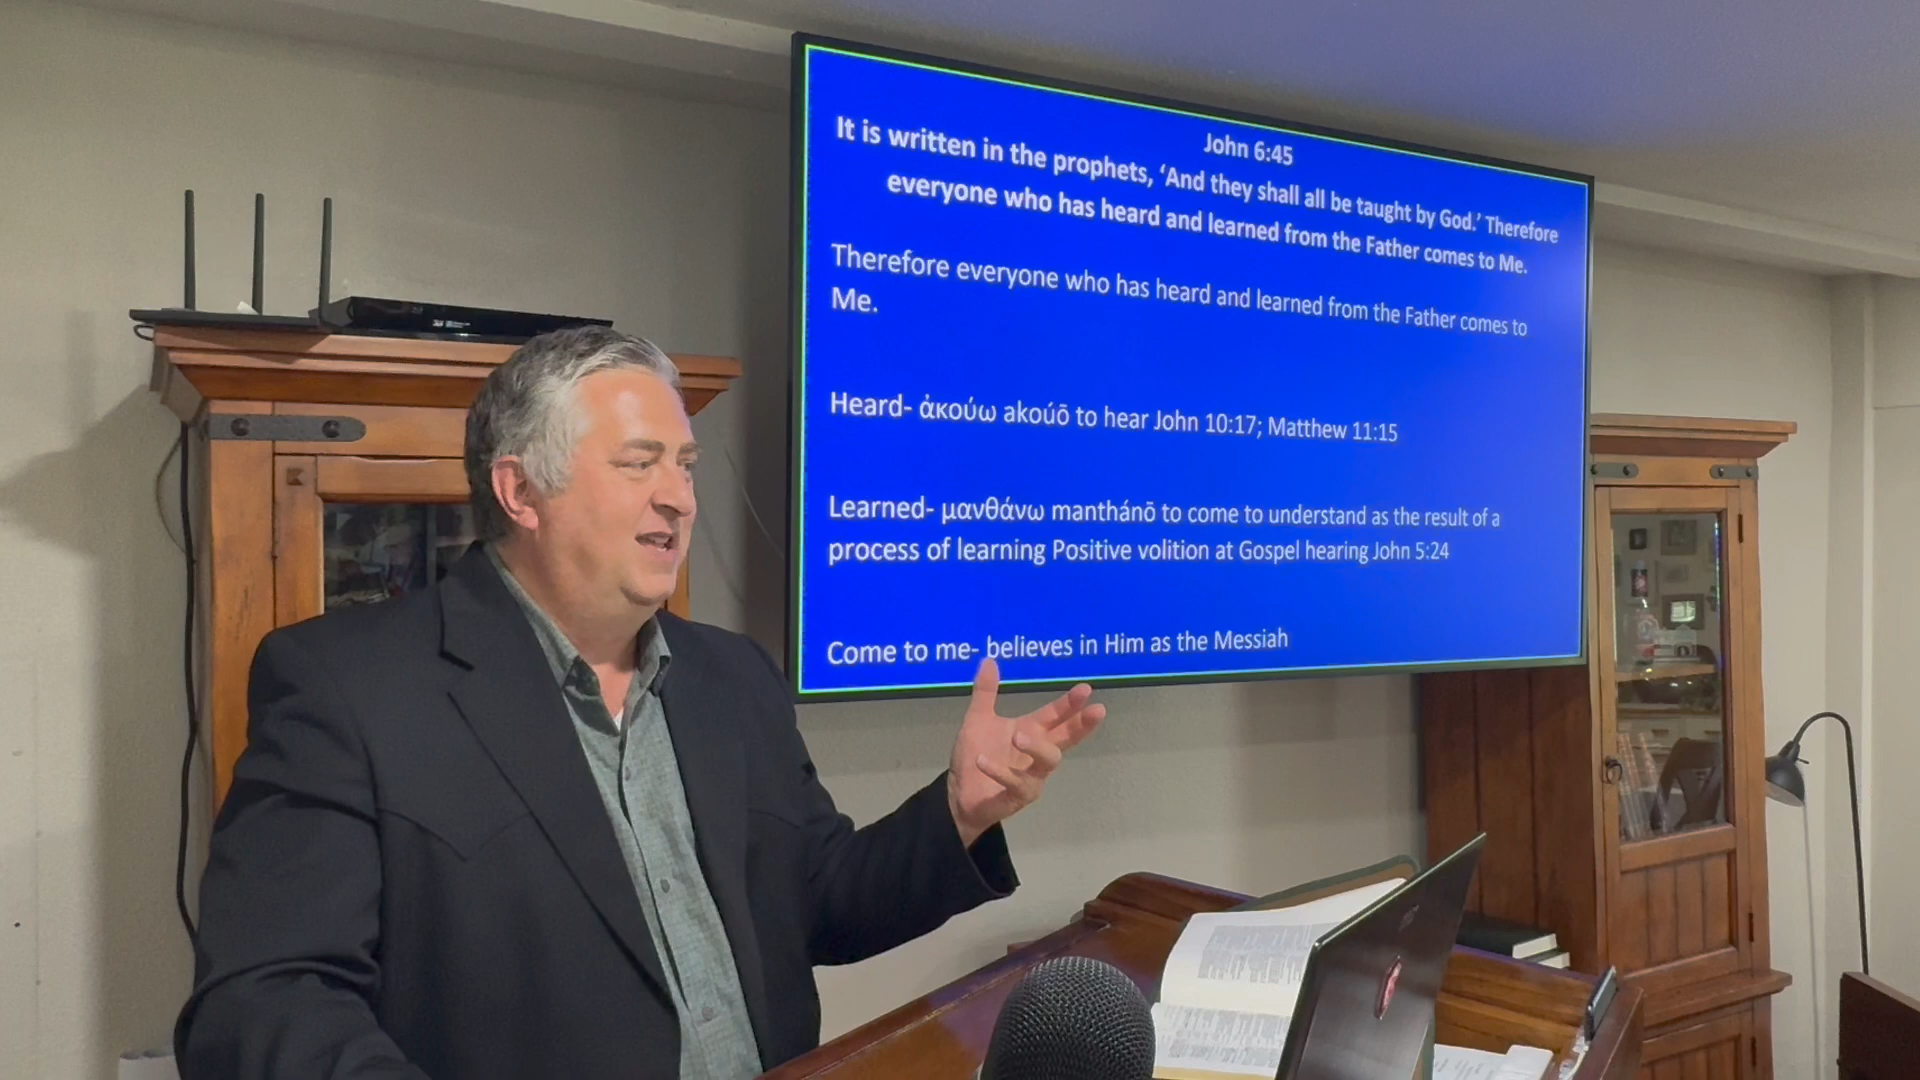 John 6:45
It is written in the prophets, ‘And they shall all be taught by God.’ Therefore
everyone who has heard and learned from the Father comes to Me.
Therefore everyone who has heard and learned from the Father comes to
Me.
Heard- ἀκούω akoúō to hear John 10:17; Matthew 11:15
Learned- μανθάνω manthánō to come to understand as the result of a
process of learning Positive volition at Gospel hearing John 5:24
Come to me- believes in Him as the Messiah